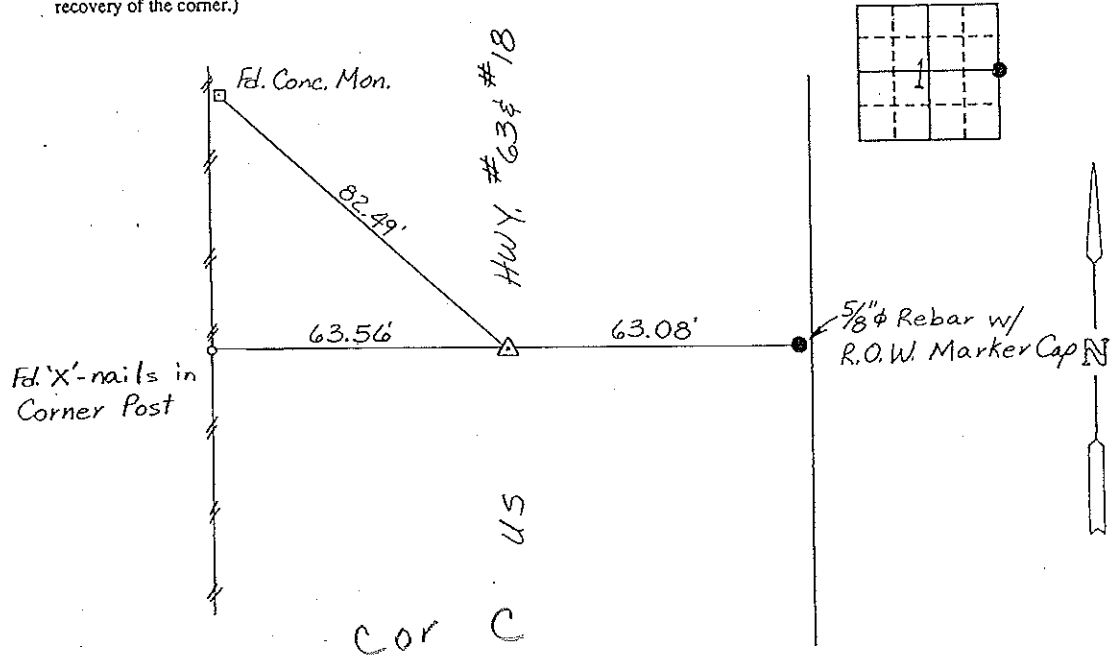 recovery of the corner.)
Fd. Conc. Mon.
HWY. #63 & #18
1
82.49'
63.56'
63.08'
5/8"ϕ Rebar w/
R.O.W. Marker Cap
N
Fd. 'X'-nails in
Corner Post
US
Cor C